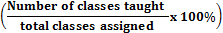 (Number of classes taught
total classes assigned x 100%)